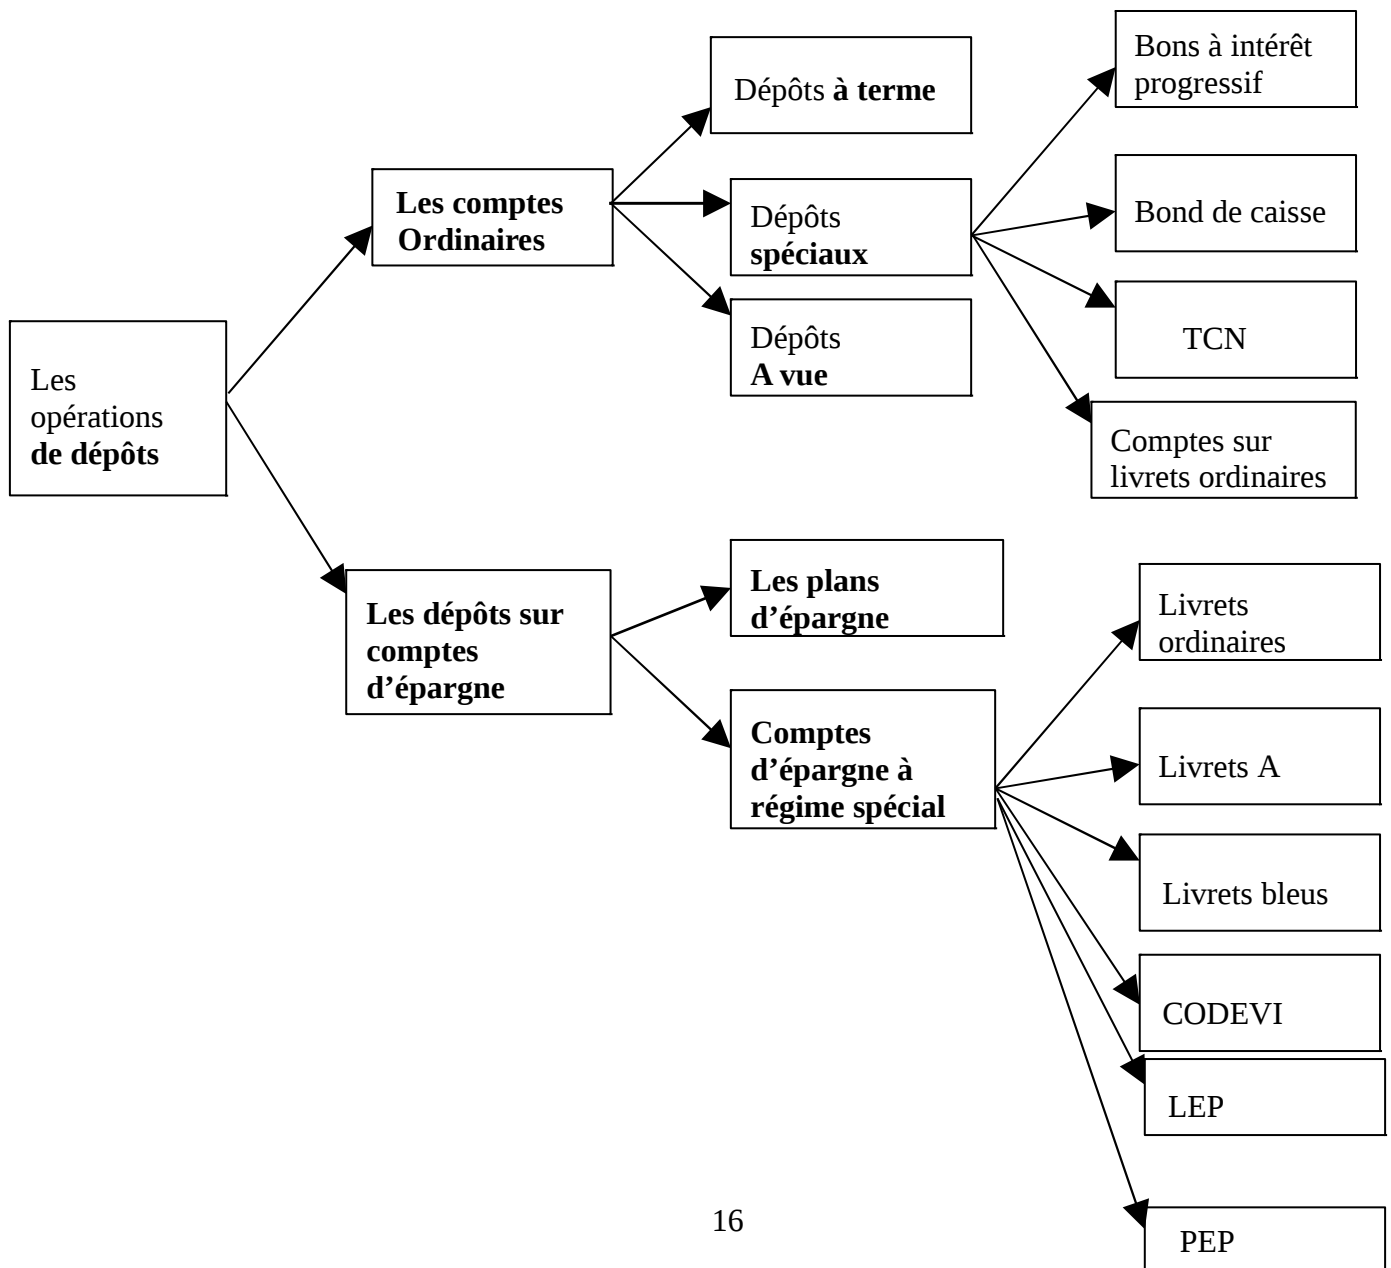 Les
opérations
de dépôts
Les comptes
Ordinaires
Dépôts à terme
Dépôts
spéciaux
Dépôts
A vue
Bons à intérêt
progressif
Bond de caisse
TCN
Comptes sur
livrets ordinaires
Les dépôts sur
comptes
d’épargne
Les plans
d’épargne
Comptes
d’épargne à
régime spécial
Livrets
ordinaires
Livrets A
Livrets bleus
CODEVI
LEP
PEP
16